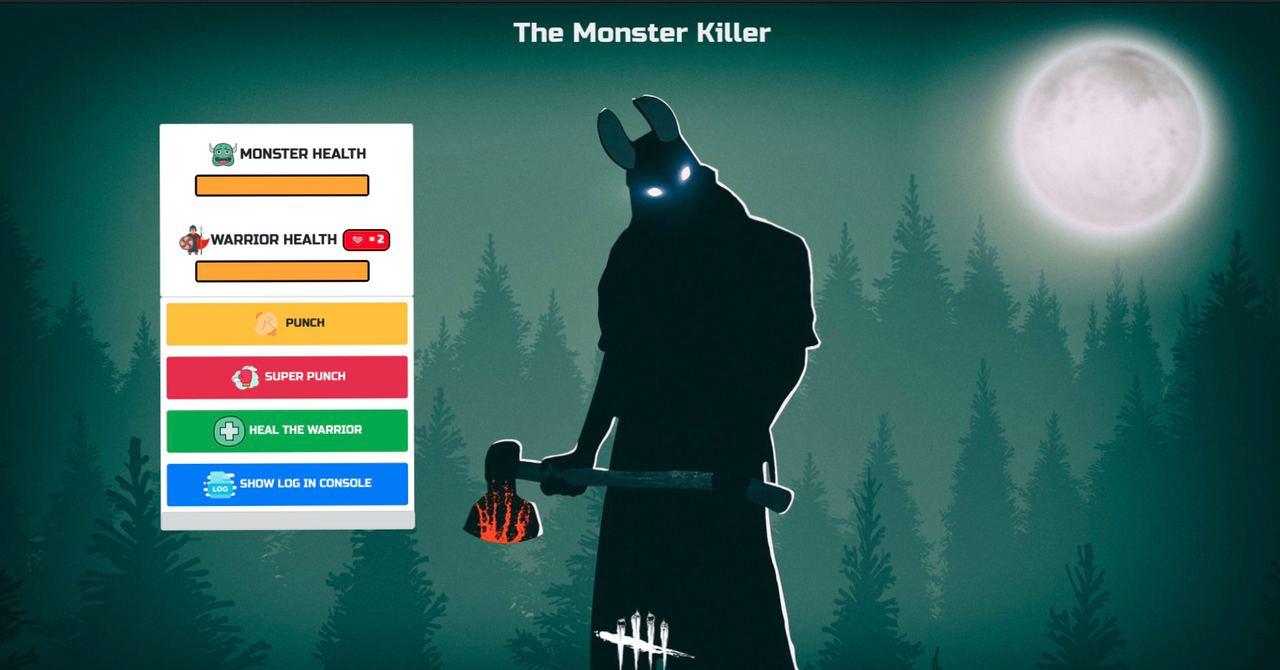 The Monster Killer
MONSTER HEALTH
WARRIOR HEALTH = 2
PUNCH
SUPER PUNCH
HEAL THE WARRIOR
LOG SHOW LOG IN CONSOLE